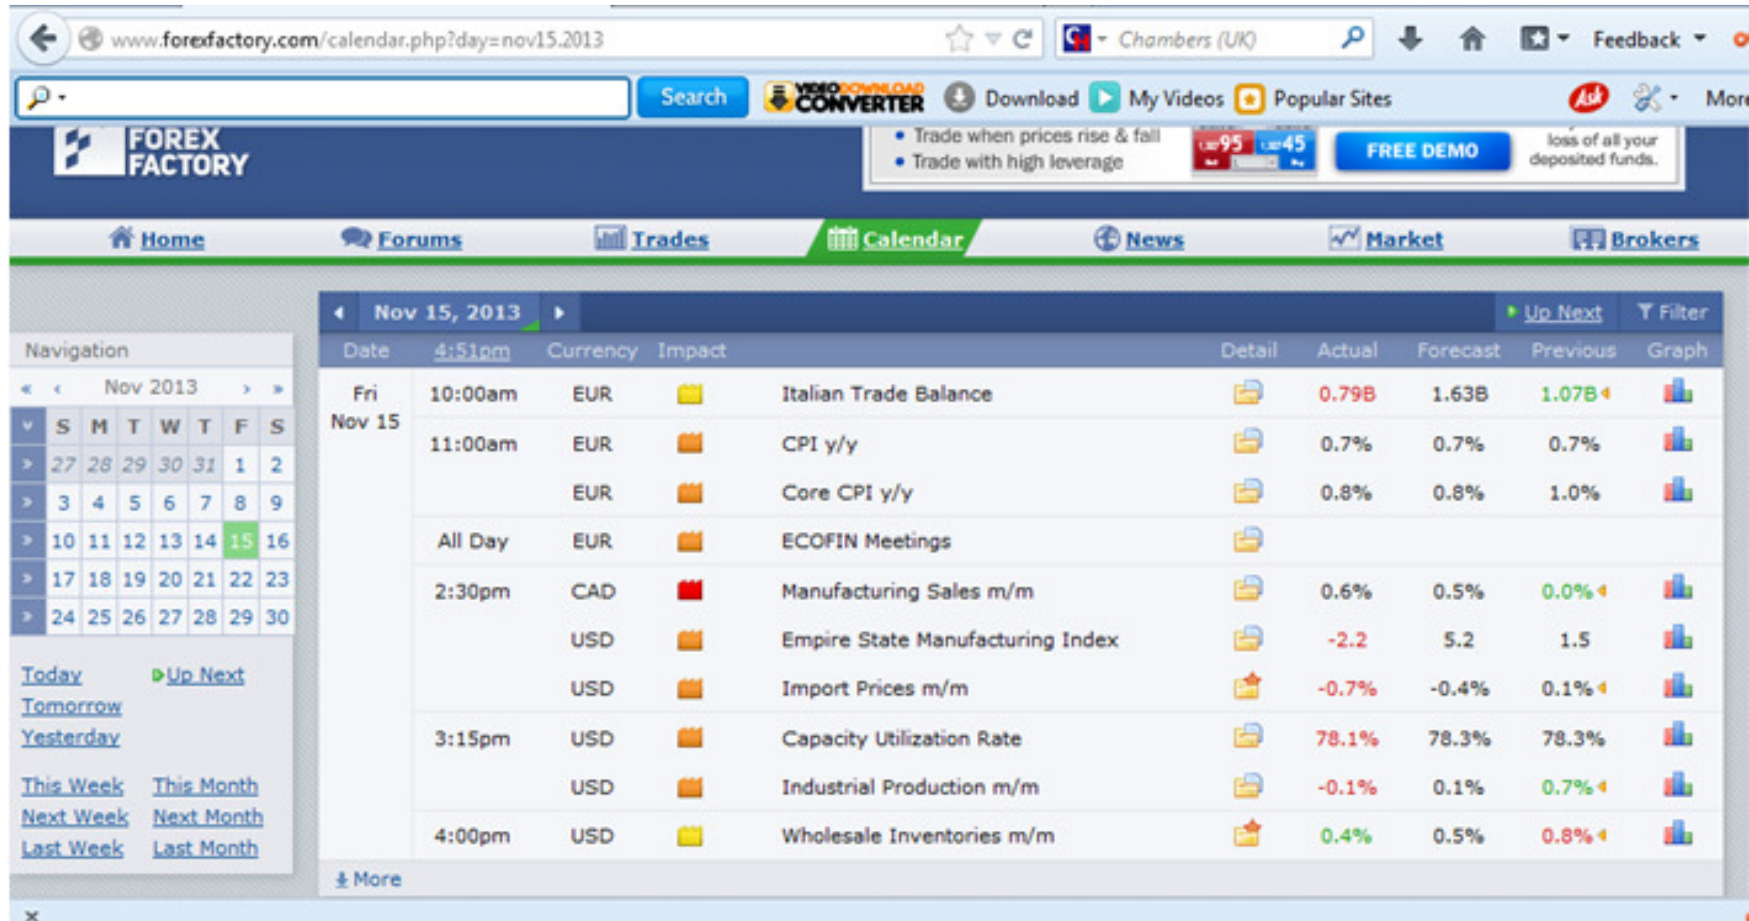 www.forexfactory.com/calendar.php?day=nov15.2013
Chambers (UK)
Feedback
Search
VIDEO DOWNLOAD CONVERTER
Download
My Videos
Popular Sites
Ask
More
FOREX FACTORY
• Trade when prices rise & fall
• Trade with high leverage
95
45
FREE DEMO
loss of all your
deposited funds.
Home Forums Trades Calendar News Market Brokers
Nov 15, 2013 Up Next Filter
Date 4:51pm Currency Impact Detail Actual Forecast Previous Graph
Fri Nov 15 10:00am EUR Italian Trade Balance 0.79B 1.63B 1.07B
11:00am EUR CPI y/y 0.7% 0.7% 0.7%
EUR Core CPI y/y 0.8% 0.8% 1.0%
All Day EUR ECOFIN Meetings
2:30pm CAD Manufacturing Sales m/m 0.6% 0.5% 0.0%
USD Empire State Manufacturing Index -2.2 5.2 1.5
USD Import Prices m/m -0.7% -0.4% 0.1%
3:15pm USD Capacity Utilization Rate 78.1% 78.3% 78.3%
USD Industrial Production m/m -0.1% 0.1% 0.7%
4:00pm USD Wholesale Inventories m/m 0.4% 0.5% 0.8%
More
Navigation
« ‹ Nov 2013 › »
S M T W T F S
27 28 29 30 31 1 2
3 4 5 6 7 8 9
10 11 12 13 14 15 16
17 18 19 20 21 22 23
24 25 26 27 28 29 30
Today Up Next
Tomorrow
Yesterday
This Week This Month
Next Week Next Month
Last Week Last Month